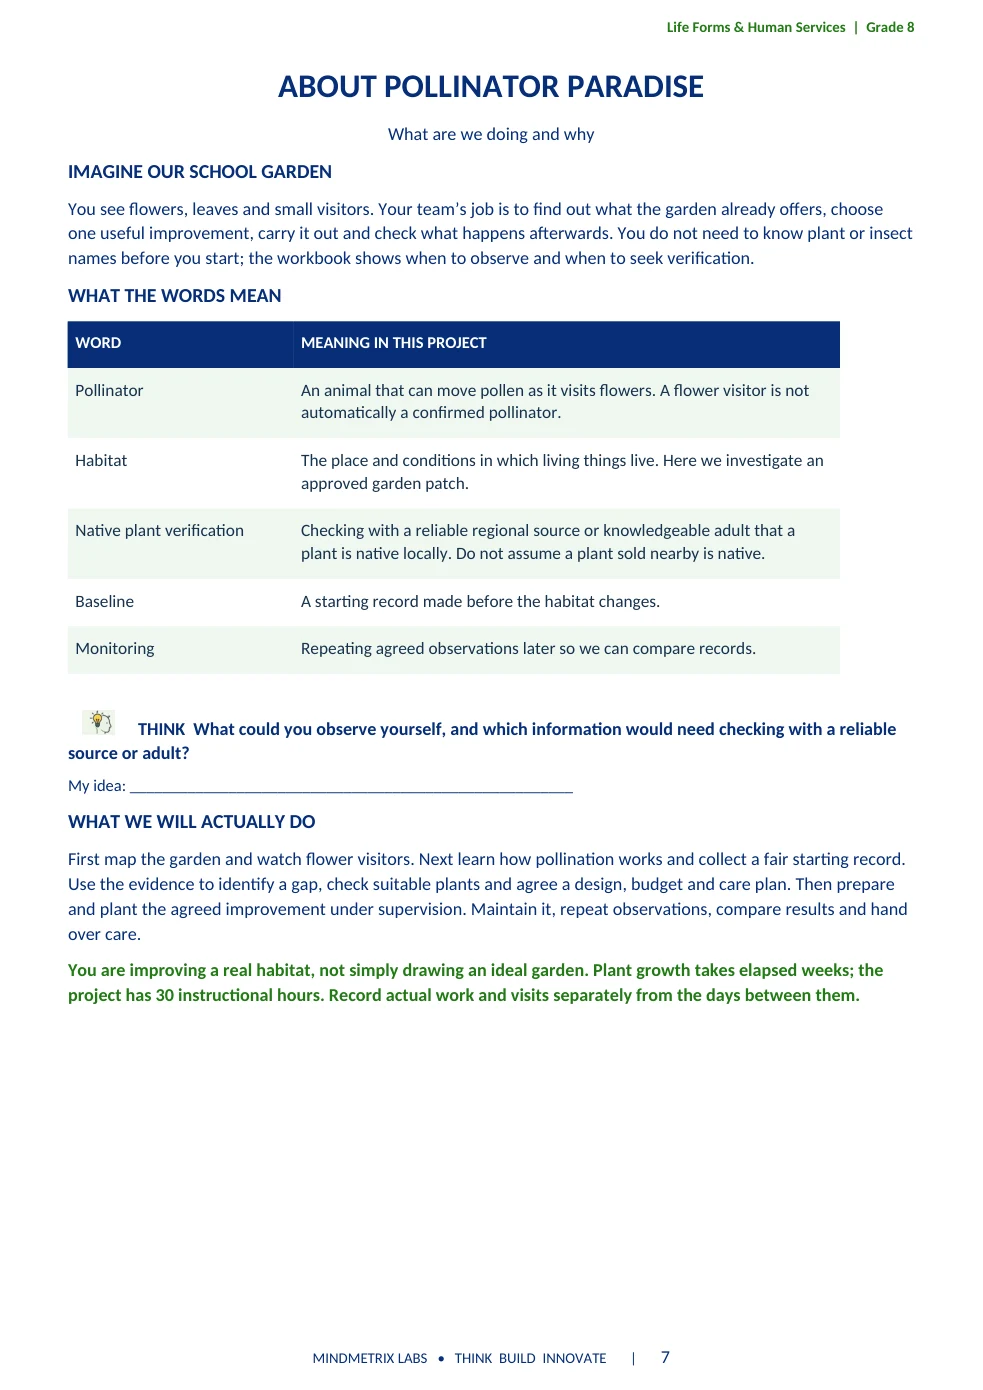 Life Forms & Human Services | Grade 8
ABOUT POLLINATOR PARADISE
What are we doing and why
IMAGINE OUR SCHOOL GARDEN
You see flowers, leaves and small visitors. Your team’s job is to find out what the garden already offers, choose
one useful improvement, carry it out and check what happens afterwards. You do not need to know plant or insect
names before you start; the workbook shows when to observe and when to seek verification.
WHAT THE WORDS MEAN
WORD MEANING IN THIS PROJECT
Pollinator An animal that can move pollen as it visits flowers. A flower visitor is not
automatically a confirmed pollinator.
Habitat The place and conditions in which living things live. Here we investigate an
approved garden patch.
Native plant verification Checking with a reliable regional source or knowledgeable adult that a
plant is native locally. Do not assume a plant sold nearby is native.
Baseline A starting record made before the habitat changes.
Monitoring Repeating agreed observations later so we can compare records.
THINK What could you observe yourself, and which information would need checking with a reliable
source or adult?
My idea: ____________________________________________________
WHAT WE WILL ACTUALLY DO
First map the garden and watch flower visitors. Next learn how pollination works and collect a fair starting record.
Use the evidence to identify a gap, check suitable plants and agree a design, budget and care plan. Then prepare
and plant the agreed improvement under supervision. Maintain it, repeat observations, compare results and hand
over care.
You are improving a real habitat, not simply drawing an ideal garden. Plant growth takes elapsed weeks; the
project has 30 instructional hours. Record actual work and visits separately from the days between them.
MINDMETRIX LABS • THINK BUILD INNOVATE | 7